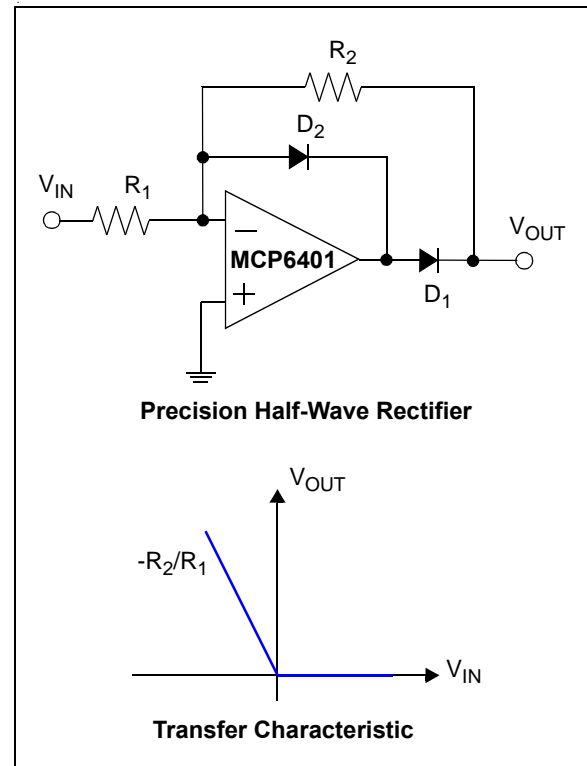 R2
D2
VIN
R1
VOUT
−
MCP6401
+
D1
Precision Half-Wave Rectifier
VOUT
-R2/R1
VIN
Transfer Characteristic